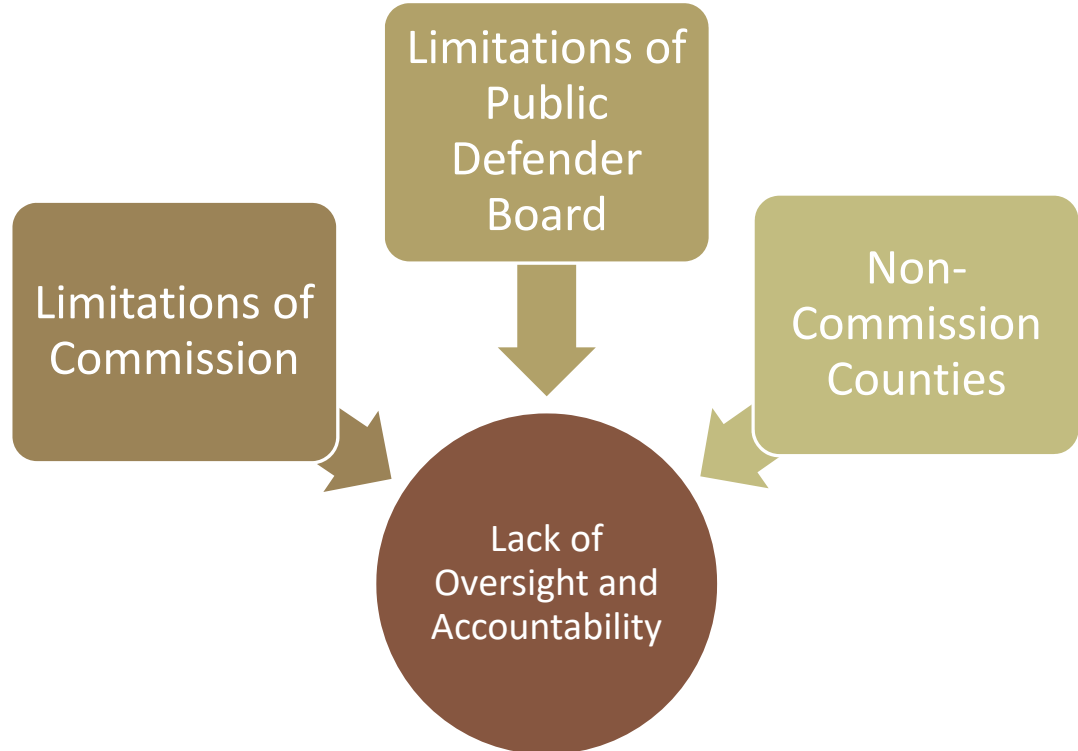 Limitations of
Public
Defender
Board
Limitations of
Commission
Non-
Commission
Counties
Lack of
Oversight and
Accountability